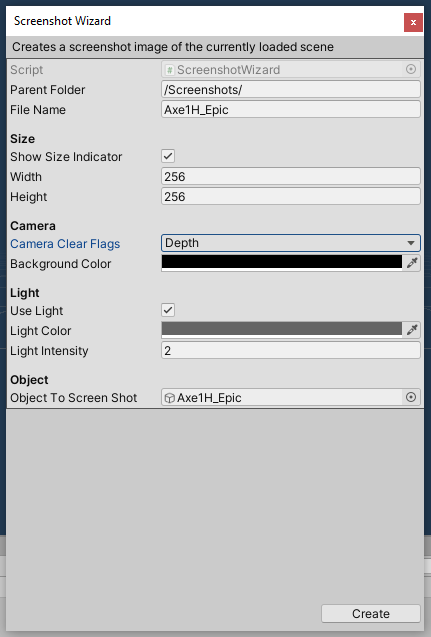 Screenshot Wizard
x
Creates a screenshot image of the currently loaded scene
Script # ScreenshotWizard
Parent Folder /Screenshots/
File Name Axe1H_Epic
Size
Show Size Indicator
Width 256
Height 256
Camera
Camera Clear Flags Depth
Background Color
Light
Use Light
Light Color
Light Intensity 2
Object
Object To Screen Shot Axe1H_Epic
Create